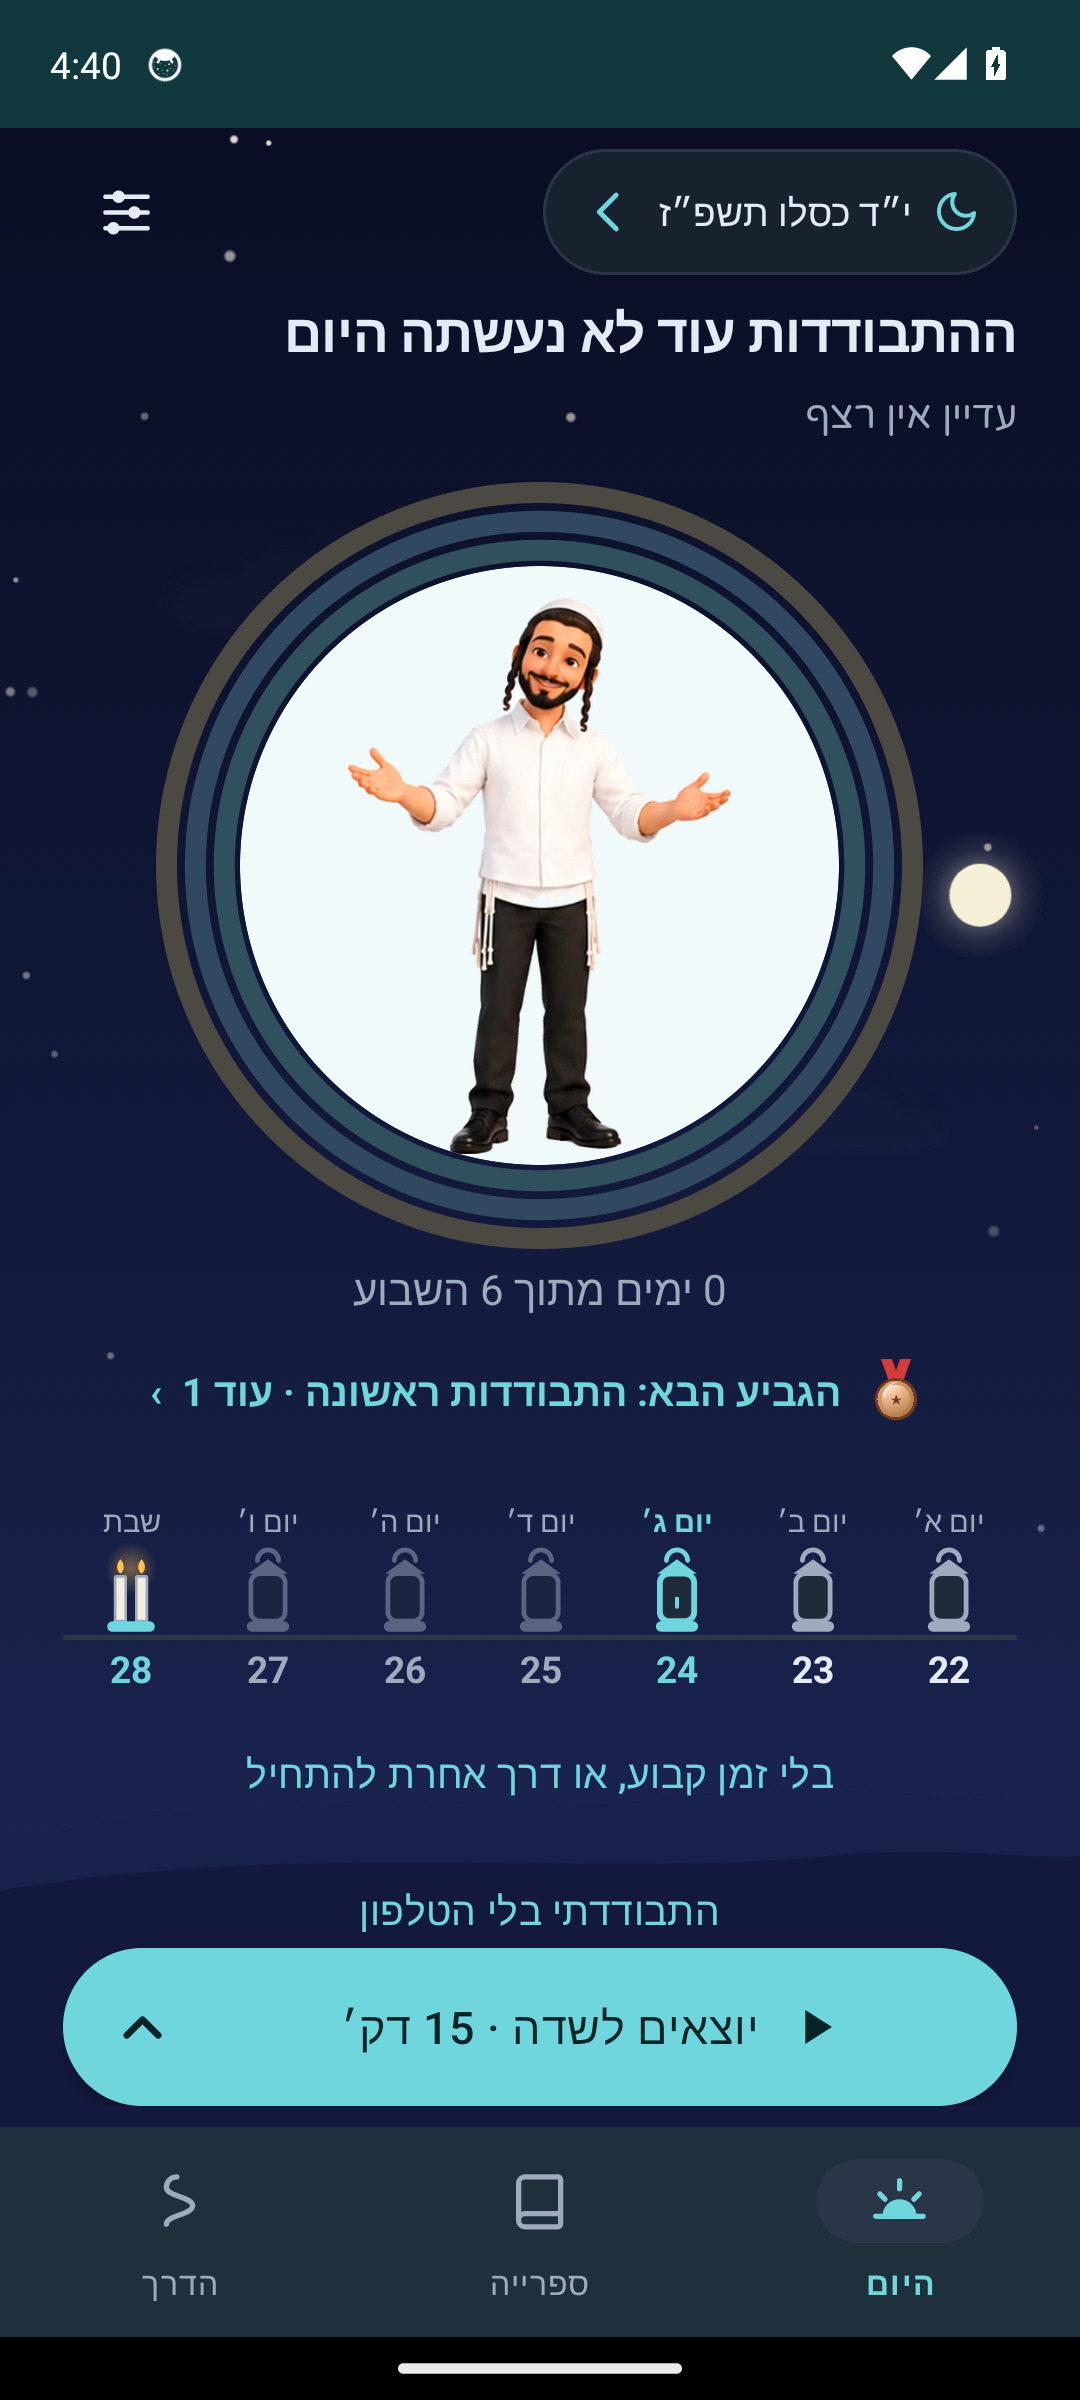 4:40
י״ד כסלו תשפ״ז
ההתבודדות עוד לא נעשתה היום
עדיין אין רצף
0 ימים מתוך 6 השבוע
הגביע הבא: התבודדות ראשונה · עוד 1 ›
יום א׳ יום ב׳ יום ג׳ יום ד׳ יום ה׳ יום ו׳ שבת
22 23 24 25 26 27 28
בלי זמן קבוע, או דרך אחרת להתחיל
התבודדתי בלי הטלפון
יוצאים לשדה · 15 דק׳
היום ספרייה הדרך